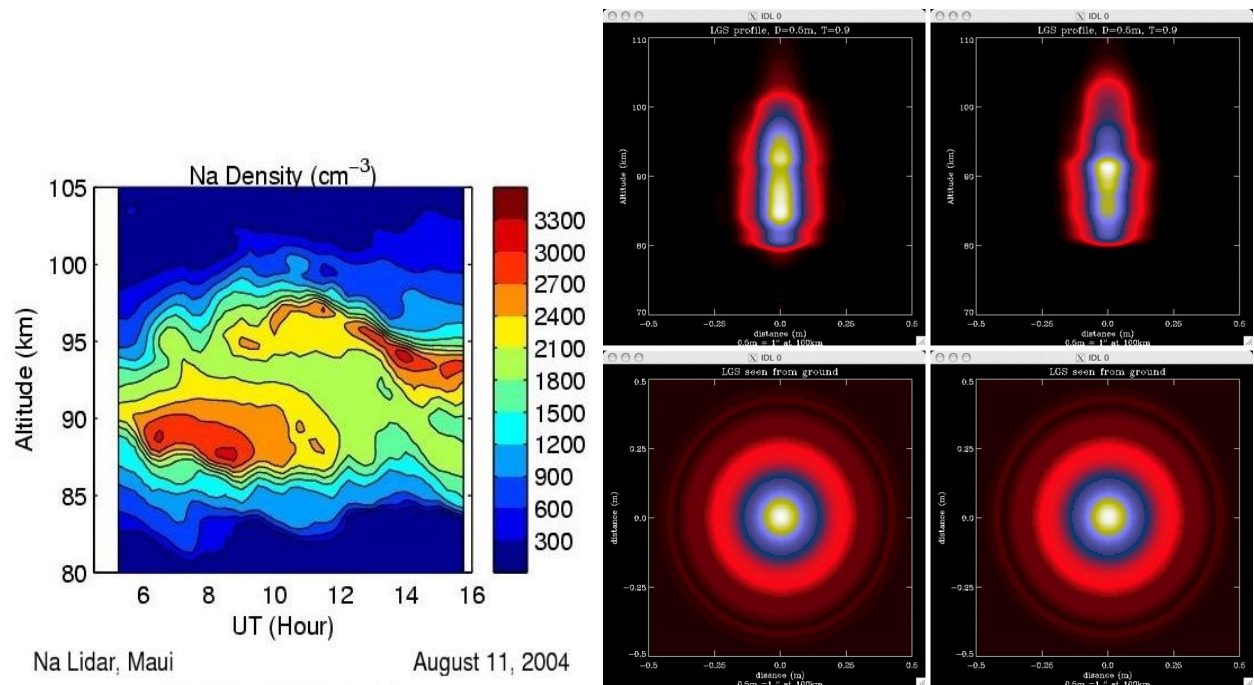 Na Density (cm⁻³)
105
100
95
90
85
80
Altitude (km)
6 8 10 12 14 16
UT (Hour)
3300
3000
2700
2400
2100
1800
1500
1200
900
600
300
Na Lidar, Maui
August 11, 2004
X IDL 0
LGS profile, D=0.5m, T=0.9
110
100
90
80
70
Altitude (km)
-0.5 -0.25 0.0 0.25 0.5
distance (m)
0.5m = 1" at 100km
X IDL 0
LGS profile, D=0.5m, T=0.9
110
100
90
80
70
Altitude (km)
-0.5 -0.25 0.0 0.25 0.5
distance (m)
0.5m = 1" at 100km
X IDL 0
LGS seen from ground
0.5
0.25
0.0
-0.25
-0.5
distance (m)
-0.5 -0.25 0.0 0.25 0.5
disance (m)
0.5m =1" at 100km
X IDL 0
LGS seen from ground
0.5
0.25
0.0
-0.25
-0.5
distance (m)
-0.5 -0.25 0.0 0.25 0.5
disance (m)
0.5m =1" at 100km